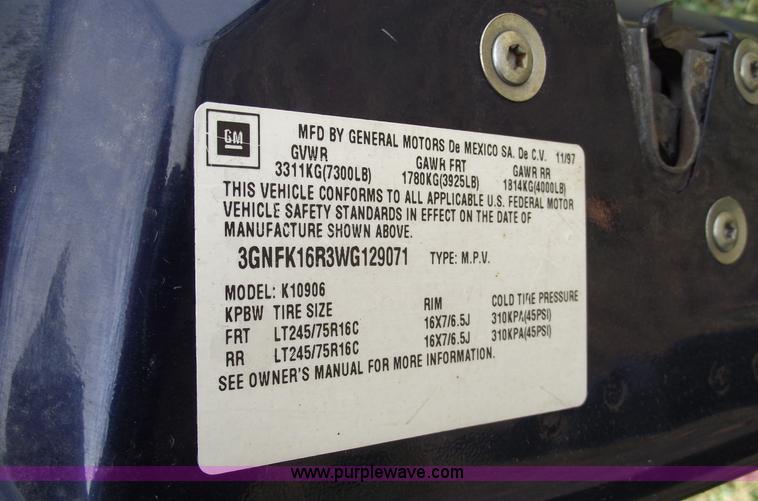 GM
MFD BY GENERAL MOTORS De MEXICO SA. De C.V. 11/97
GVWR GAWR FRT GAWR RR
3311KG(7300LB) 1780KG(3925LB) 1814KG(4000LB)
THIS VEHICLE CONFORMS TO ALL APPLICABLE U.S. FEDERAL MOTOR
VEHICLE SAFETY STANDARDS IN EFFECT ON THE DATE OF
MANUFACTURE SHOWN ABOVE.
3GNFK16R3WG129071 TYPE: M.P.V.
MODEL: K10906
KPBW TIRE SIZE RIM COLD TIRE PRESSURE
FRT LT245/75R16C 16X7/6.5J 310KPA(45PSI)
RR LT245/75R16C 16X7/6.5J 310KPA(45PSI)
SEE OWNER'S MANUAL FOR MORE INFORMATION.
www.purplewave.com